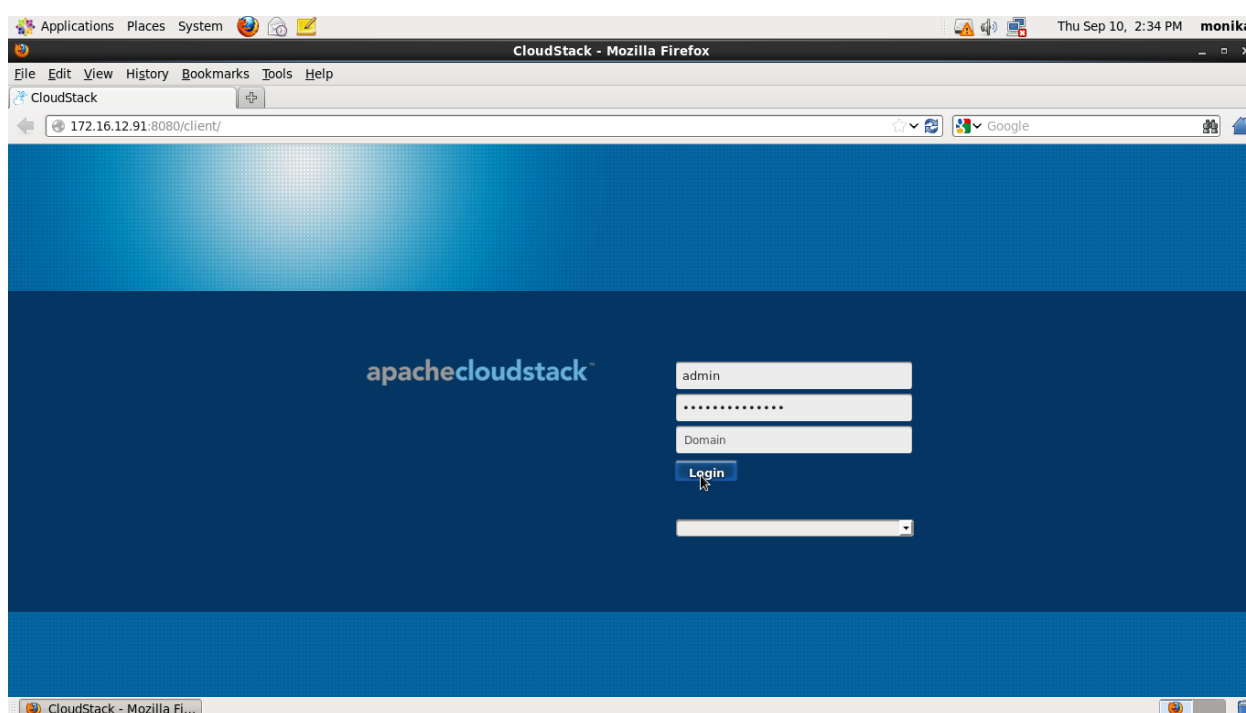 Applications Places System Thu Sep 10, 2:34 PM monika
CloudStack - Mozilla Firefox
File Edit View History Bookmarks Tools Help
CloudStack
172.16.12.91:8080/client/ Google
apachecloudstack™
admin
••••••••••••••
Domain
Login
CloudStack - Mozilla Fi...